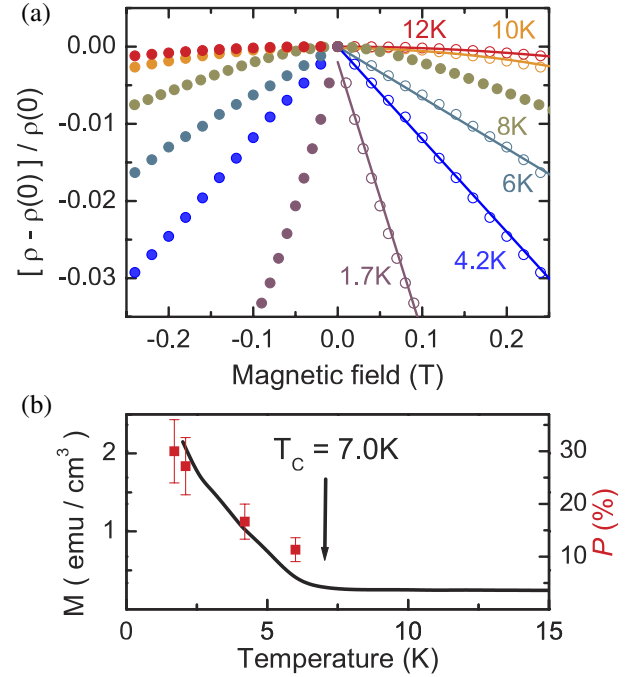 (a)
0.00
-0.01
-0.02
-0.03
[ ρ - ρ(0) ] / ρ(0)
12K
10K
8K
6K
4.2K
1.7K
-0.2
-0.1
0.0
0.1
0.2
Magnetic field (T)
(b)
2
1
M ( emu / cm³ )
T_C = 7.0K
30
20
10
P (%)
0
5
10
15
Temperature (K)